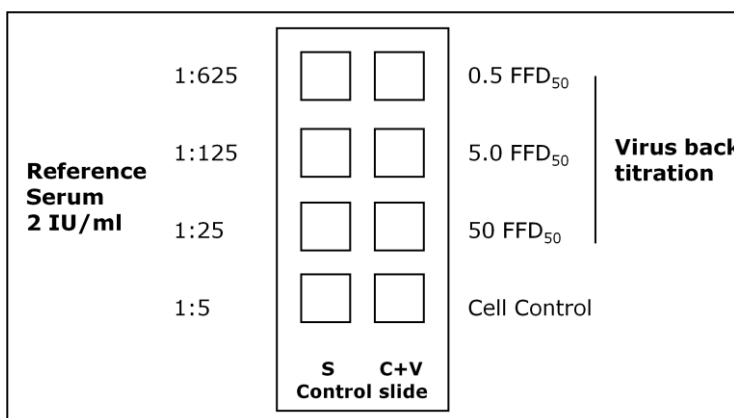 1:625 0.5 FFD₅₀
1:125 5.0 FFD₅₀
Reference
Serum
2 IU/ml
Virus back
titration
1:25 50 FFD₅₀
1:5 Cell Control
S C+V
Control slide